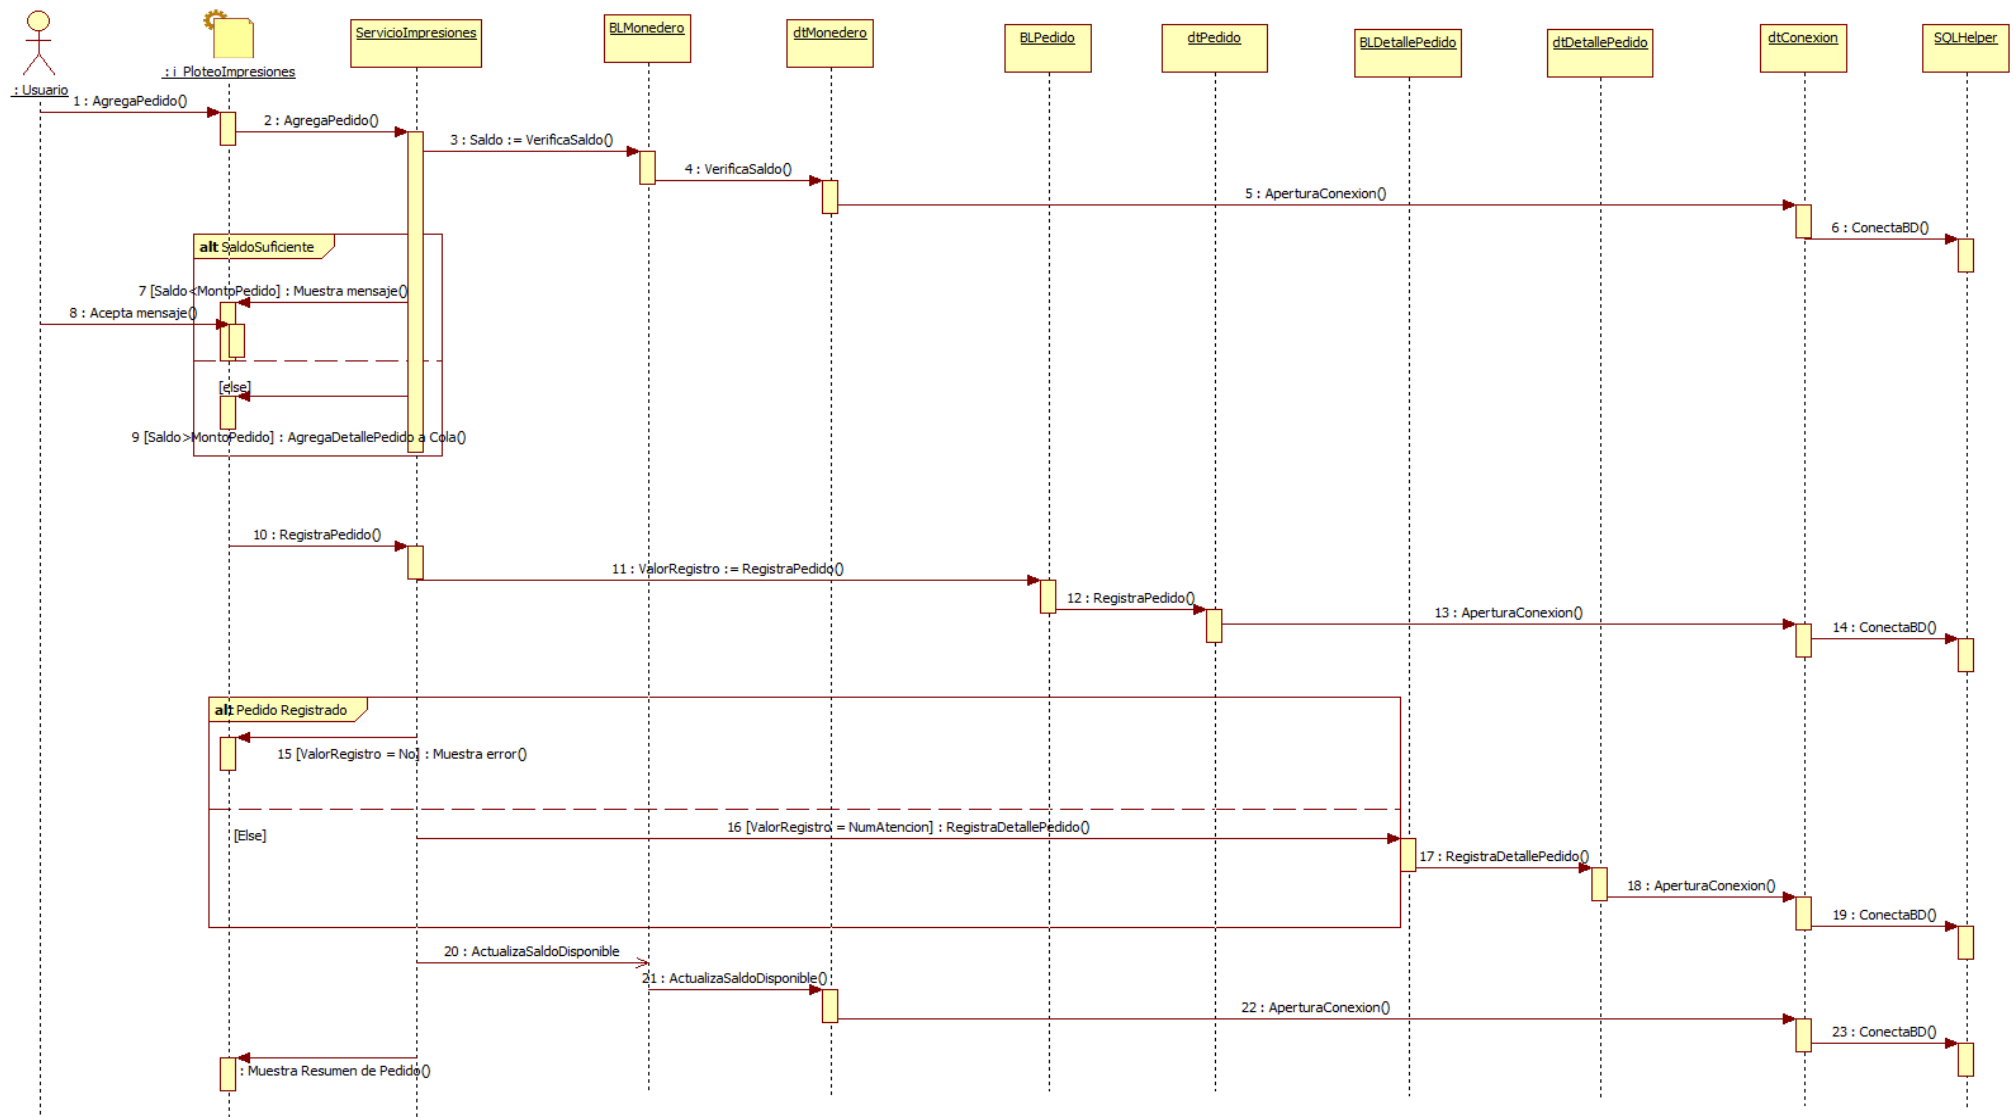 : Usuario
: i_PloteoImpresiones
ServicioImpresiones
BLMonedero
dtMonedero
BLPedido
dtPedido
BLDetallePedido
dtDetallePedido
dtConexion
SQLHelper
1 : AgregaPedido()
2 : AgregaPedido()
3 : Saldo := VerificaSaldo()
4 : VerificaSaldo()
5 : AperturaConexion()
6 : ConectaBD()
alt SaldoSuficiente
7 [Saldo<MontoPedido] : Muestra mensaje()
8 : Acepta mensaje()
[else]
9 [Saldo>MontoPedido] : AgregaDetallePedido a Cola()
10 : RegistraPedido()
11 : ValorRegistro := RegistraPedido()
12 : RegistraPedido()
13 : AperturaConexion()
14 : ConectaBD()
alt Pedido Registrado
15 [ValorRegistro = No] : Muestra error()
[Else]
16 [ValorRegistro = NumAtencion] : RegistraDetallePedido()
17 : RegistraDetallePedido()
18 : AperturaConexion()
19 : ConectaBD()
20 : ActualizaSaldoDisponible
21 : ActualizaSaldoDisponible()
22 : AperturaConexion()
23 : ConectaBD()
: Muestra Resumen de Pedido()